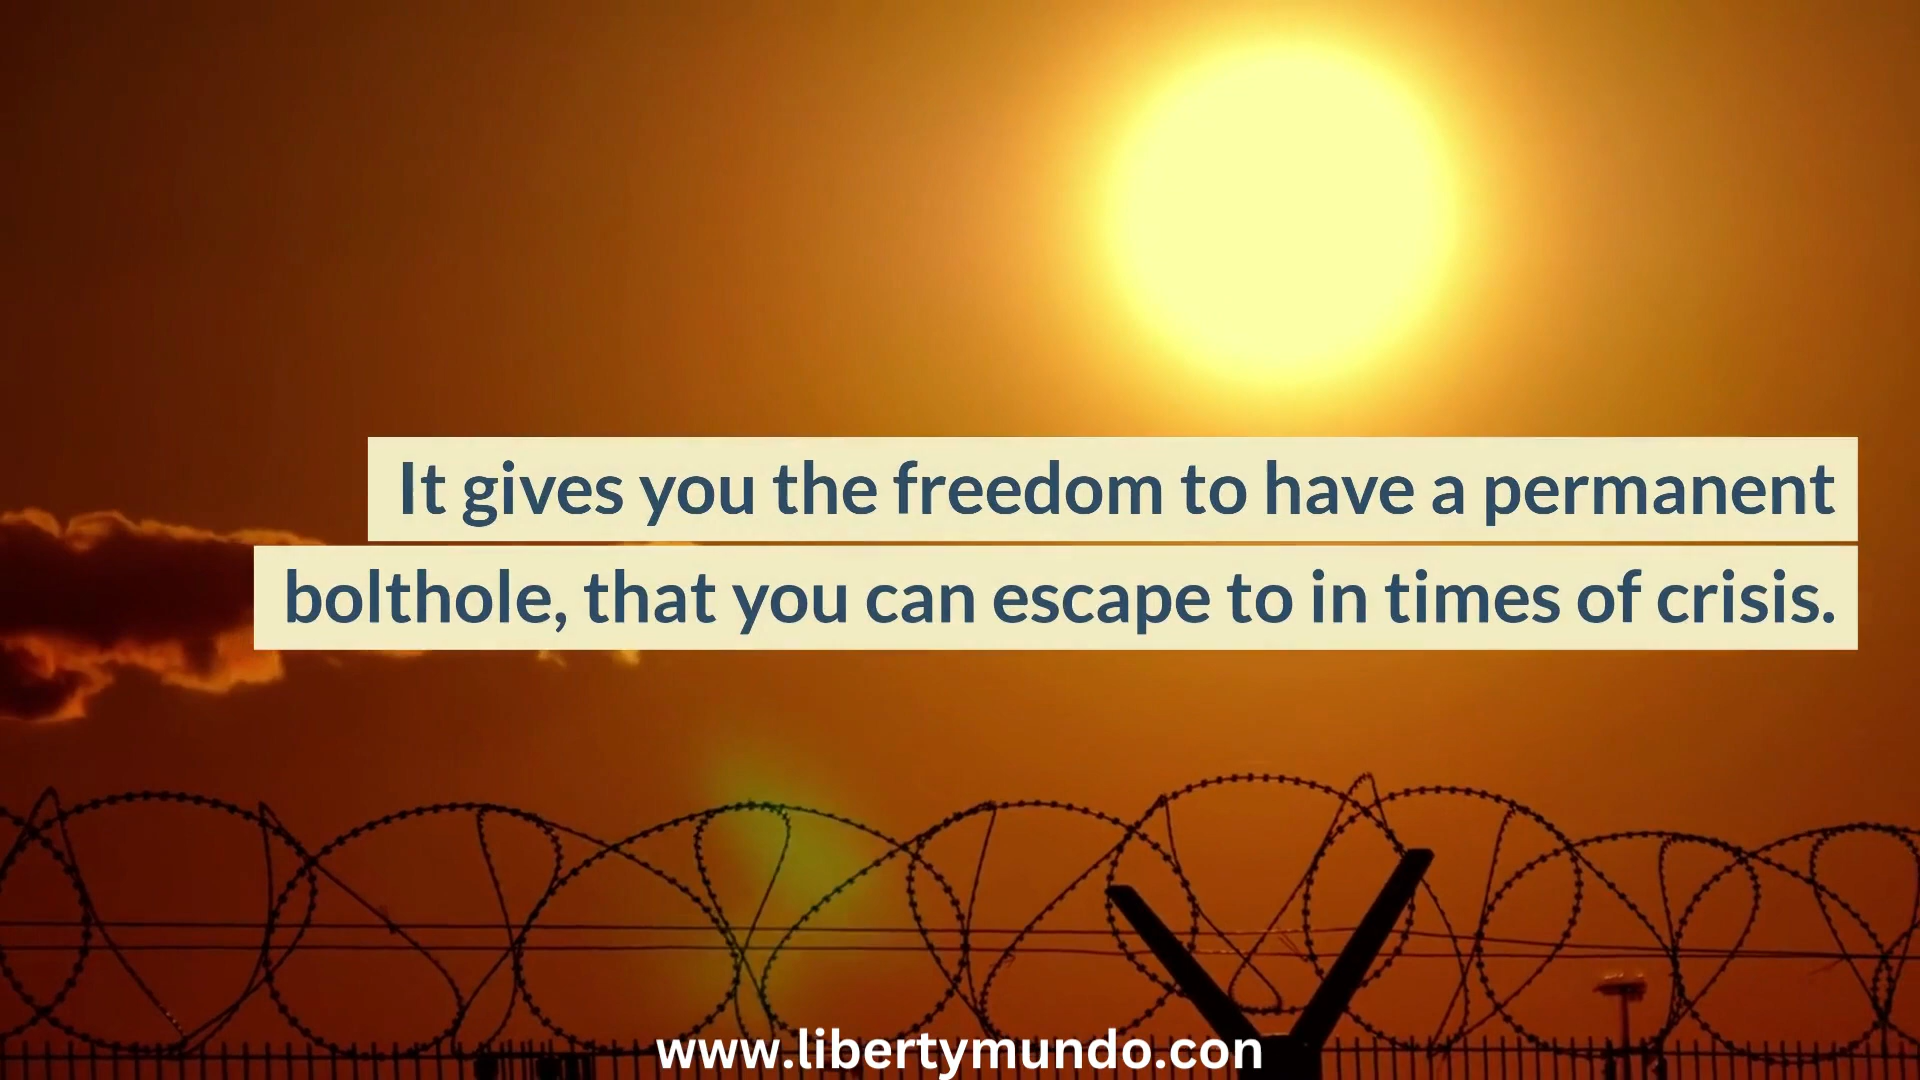 It gives you the freedom to have a permanent
bolthole, that you can escape to in times of crisis.
www.libertymundo.con